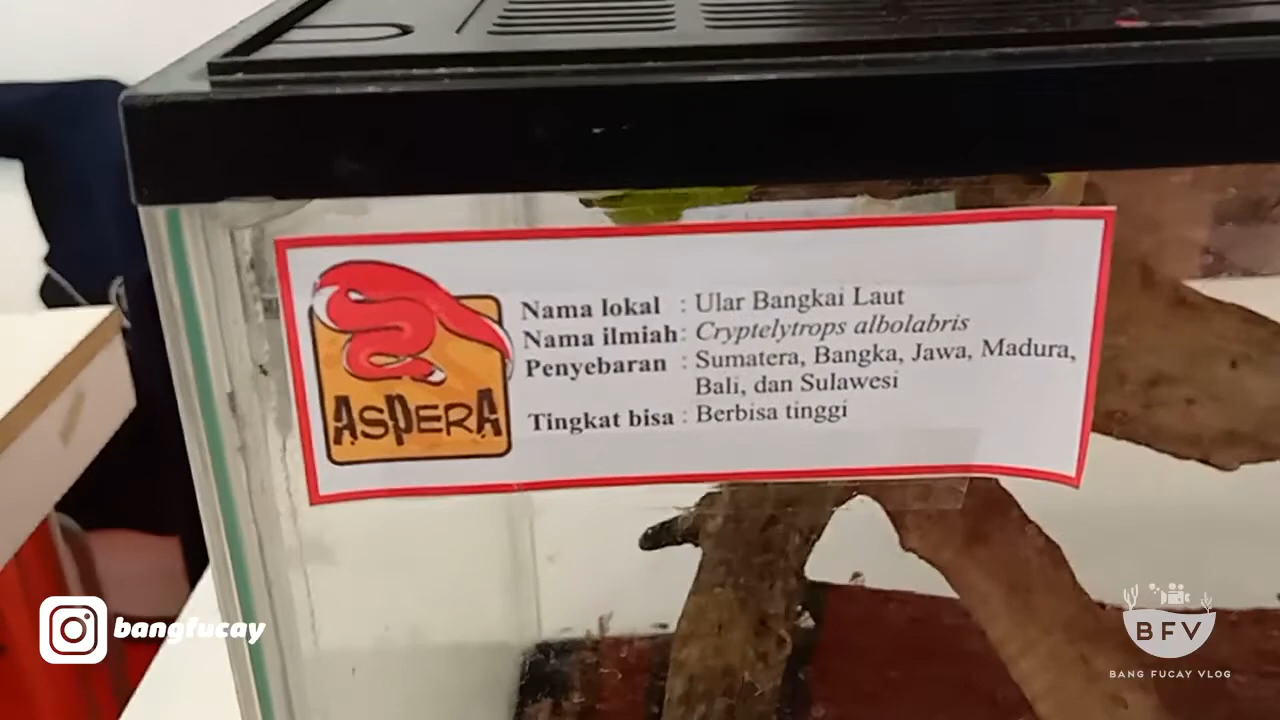 Nama lokal : Ular Bangkai Laut
Nama ilmiah : Cryptelytrops albolabris
Penyebaran : Sumatera, Bangka, Jawa, Madura,
Bali, dan Sulawesi
Tingkat bisa : Berbisa tinggi
ASPERA
bangfucay
BFV
BANG FUCAY VLOG